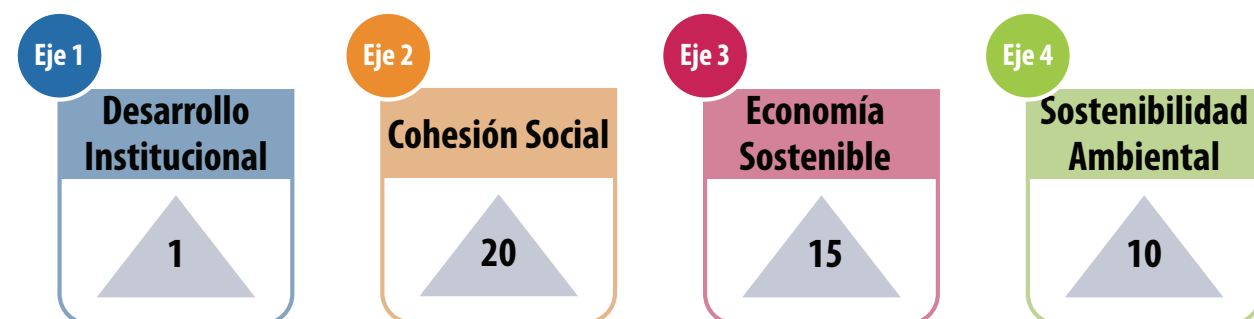 Eje 1
Desarrollo
Institucional
1
Eje 2
Cohesión Social
20
Eje 3
Economía
Sostenible
15
Eje 4
Sostenibilidad
Ambiental
10